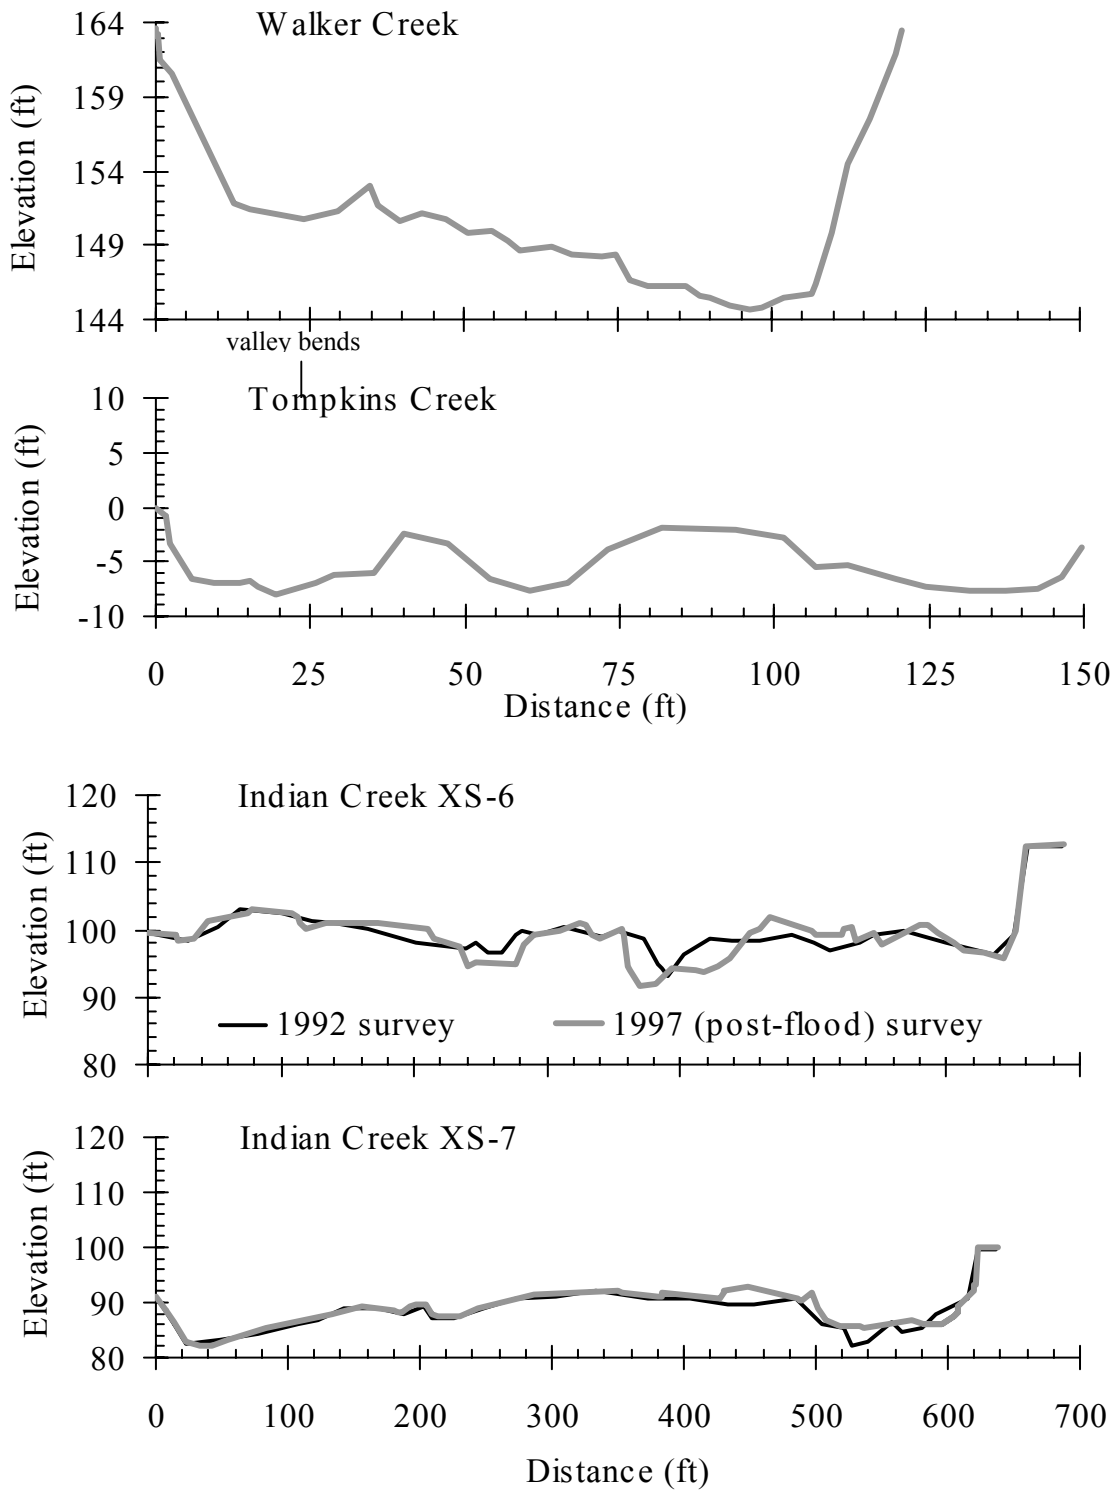 Walker Creek
Elevation (ft)
164
159
154
149
144
valley bends
Tompkins Creek
Elevation (ft)
10
5
0
-5
-10
0 25 50 75 100 125 150
Distance (ft)
Indian Creek XS-6
Elevation (ft)
120
110
100
90
80
1992 survey 1997 (post-flood) survey
Indian Creek XS-7
Elevation (ft)
120
110
100
90
80
0 100 200 300 400 500 600 700
Distance (ft)